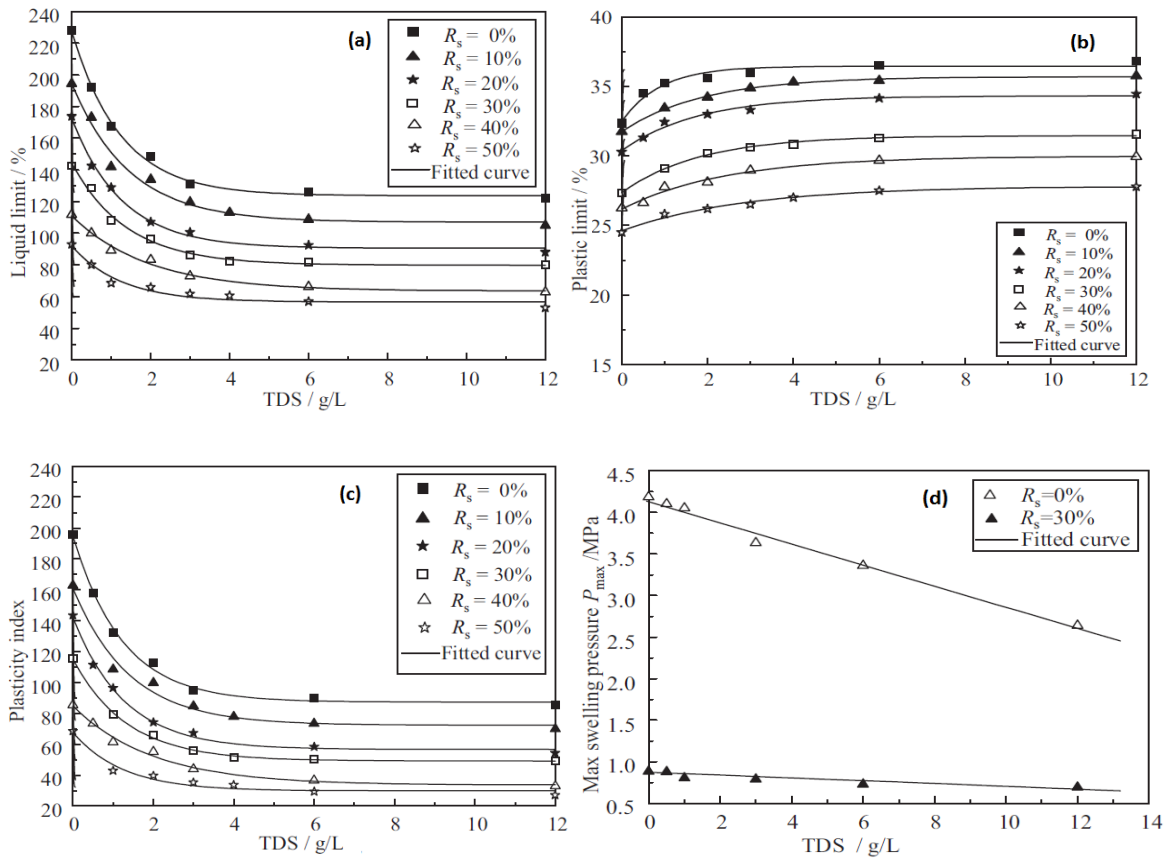 (a)
Rs = 0%
Rs = 10%
Rs = 20%
Rs = 30%
Rs = 40%
Rs = 50%
Fitted curve
Liquid limit / %
240
220
200
180
160
140
120
100
80
60
40
20
0 2 4 6 8 10 12
TDS / g/L
(b)
Plastic limit / %
40
35
30
25
20
15
Rs = 0%
Rs = 10%
Rs = 20%
Rs = 30%
Rs = 40%
Rs = 50%
Fitted curve
0 2 4 6 8 10 12
TDS / g/L
(c)
Rs = 0%
Rs = 10%
Rs = 20%
Rs = 30%
Rs = 40%
Rs = 50%
Fitted curve
Plasticity index
240
220
200
180
160
140
120
100
80
60
40
20
0 2 4 6 8 10 12
TDS / g/L
(d)
Rs=0%
Rs=30%
Fitted curve
Max swelling pressure Pmax /MPa
4.5
4.0
3.5
3.0
2.5
2.0
1.5
1.0
0.5
0 2 4 6 8 10 12 14
TDS / g/L